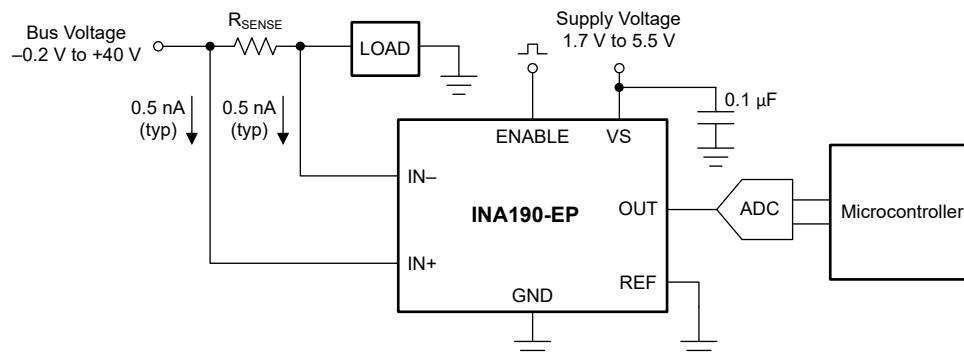 Bus Voltage
–0.2 V to +40 V
RSENSE
LOAD
Supply Voltage
1.7 V to 5.5 V
0.5 nA
(typ)
0.5 nA
(typ)
0.1 µF
ENABLE
VS
IN–
INA190-EP
OUT
ADC
Microcontroller
IN+
REF
GND